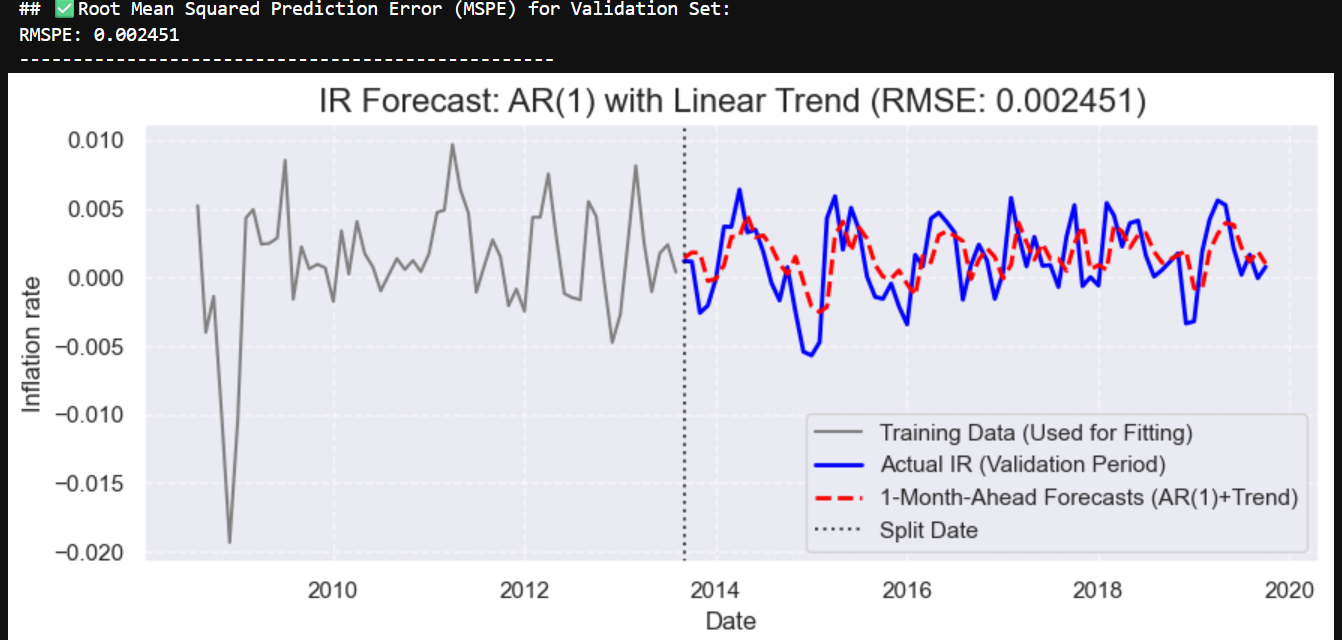 ## ✅Root Mean Squared Prediction Error (MSPE) for Validation Set:
RMSPE: 0.002451
--------------------------------------------------
IR Forecast: AR(1) with Linear Trend (RMSE: 0.002451)
0.010
0.005
0.000
−0.005
−0.010
−0.015
−0.020
Inflation rate
Training Data (Used for Fitting)
Actual IR (Validation Period)
1-Month-Ahead Forecasts (AR(1)+Trend)
Split Date
2010 2012 2014 2016 2018 2020
Date